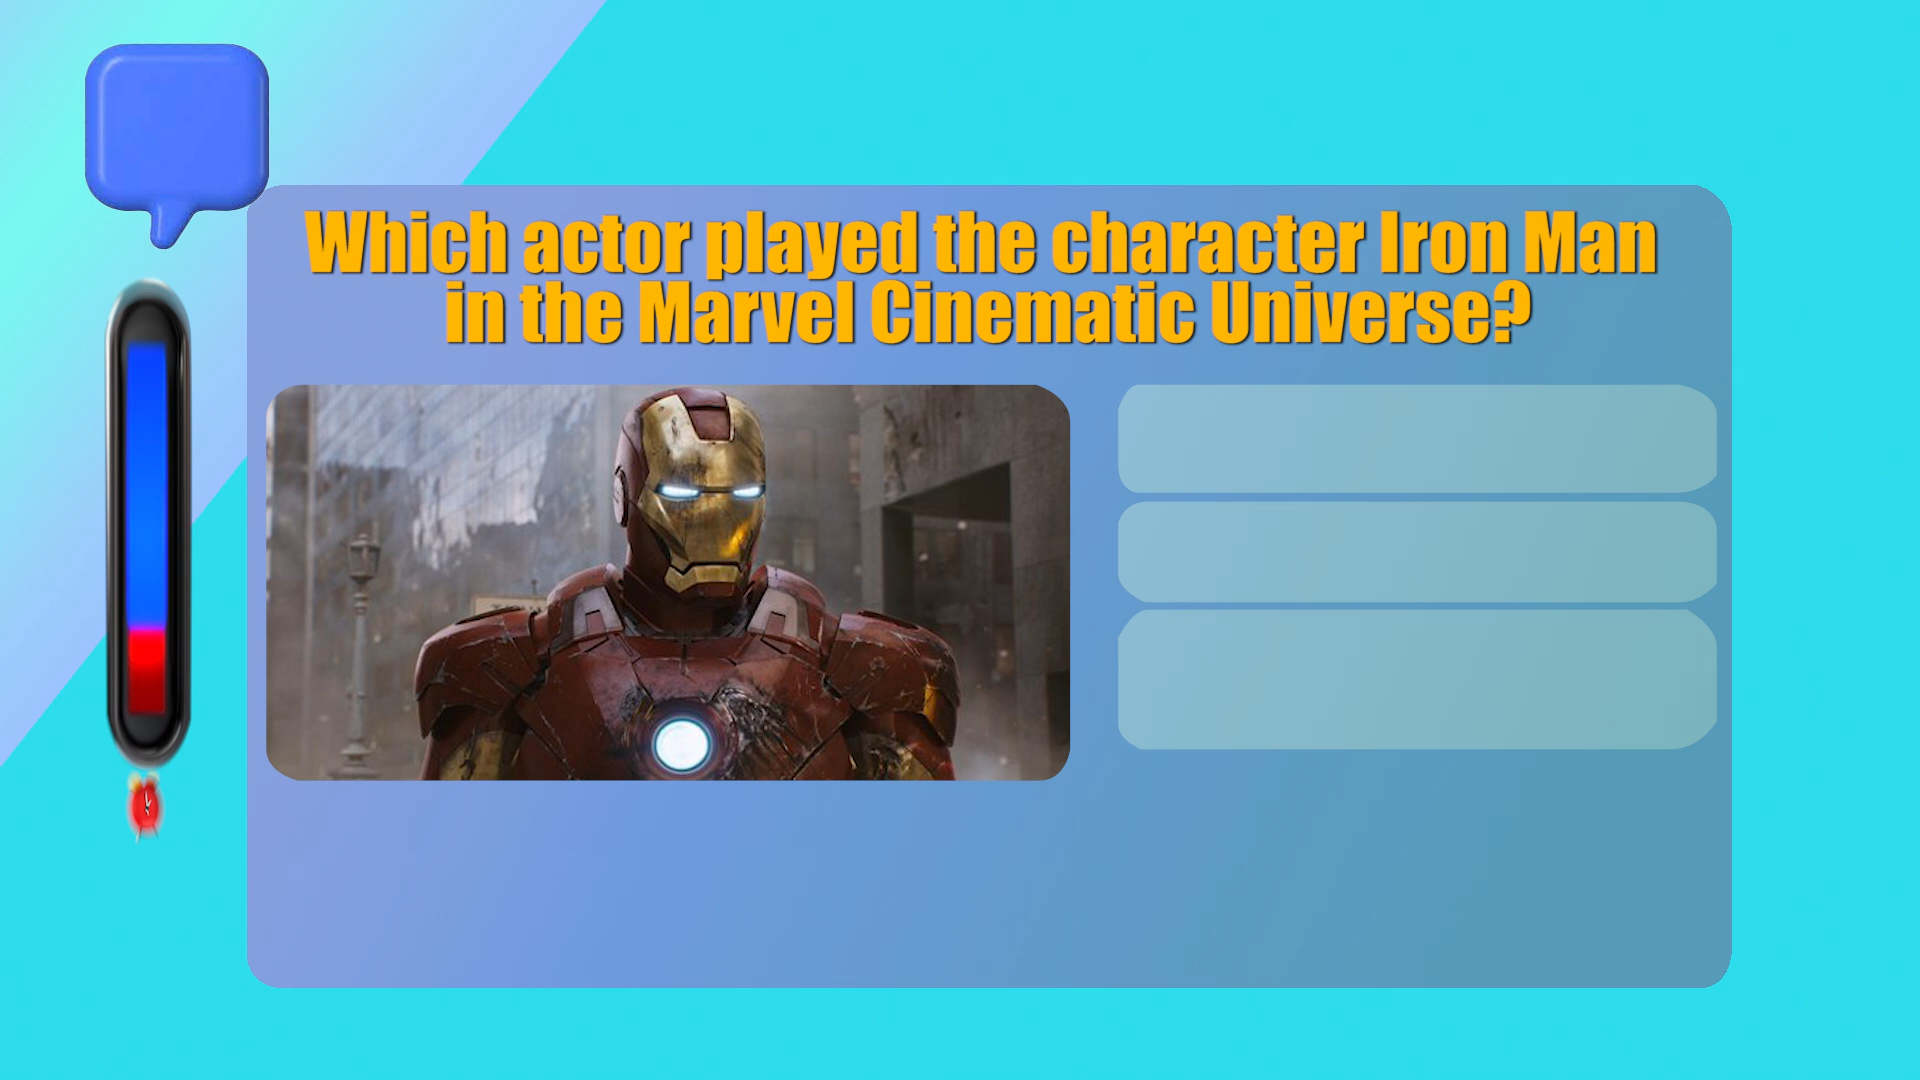 Which actor played the character Iron Man
in the Marvel Cinematic Universe?